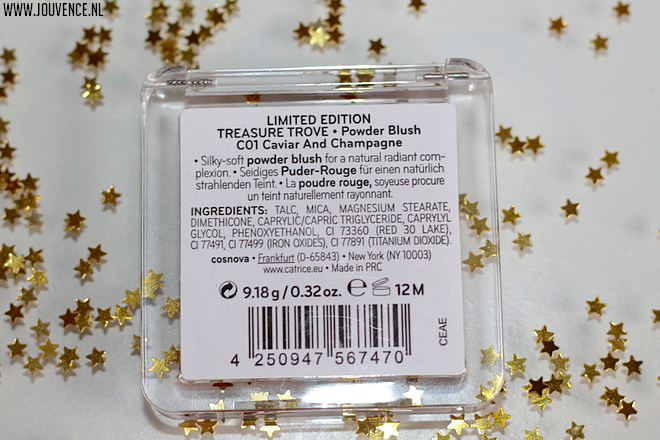 WWW.JOUVENCE.NL
LIMITED EDITION
TREASURE TROVE • Powder Blush
C01 Caviar And Champagne
• Silky-soft powder blush for a natural radiant com-
plexion. • Seidiges Puder-Rouge für einen natürlich
strahlenden Teint. • La poudre rouge, soyeuse procure
un teint naturellement rayonnant.
INGREDIENTS: TALC, MICA, MAGNESIUM STEARATE,
DIMETHICONE, CAPRYLIC/CAPRIC TRIGLYCERIDE, CAPRYLYL
GLYCOL, PHENOXYETHANOL, CI 73360 (RED 30 LAKE),
CI 77491, CI 77499 (IRON OXIDES), CI 77891 (TITANIUM DIOXIDE).
cosnova • Frankfurt (D-65843) • New York (NY 10003)
www.catrice.eu • Made in PRC
9.18 g / 0.32 oz. e 12M
CEAE
4 250947 567470